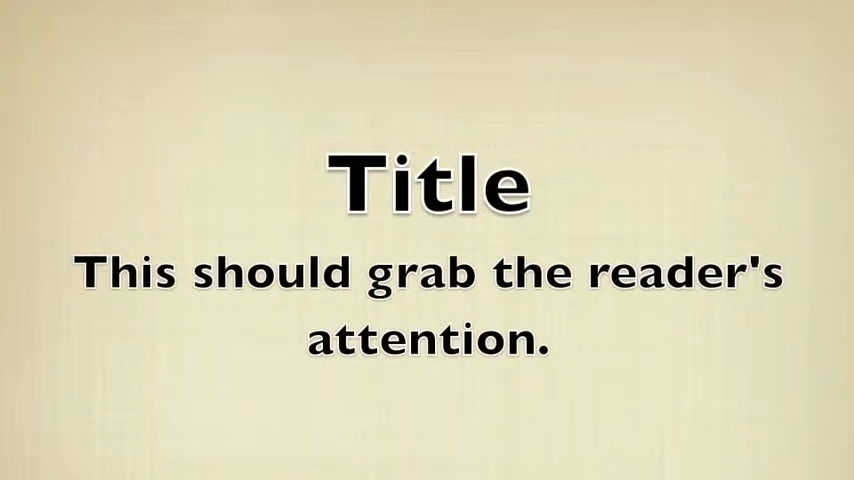 Title
This should grab the reader's
attention.